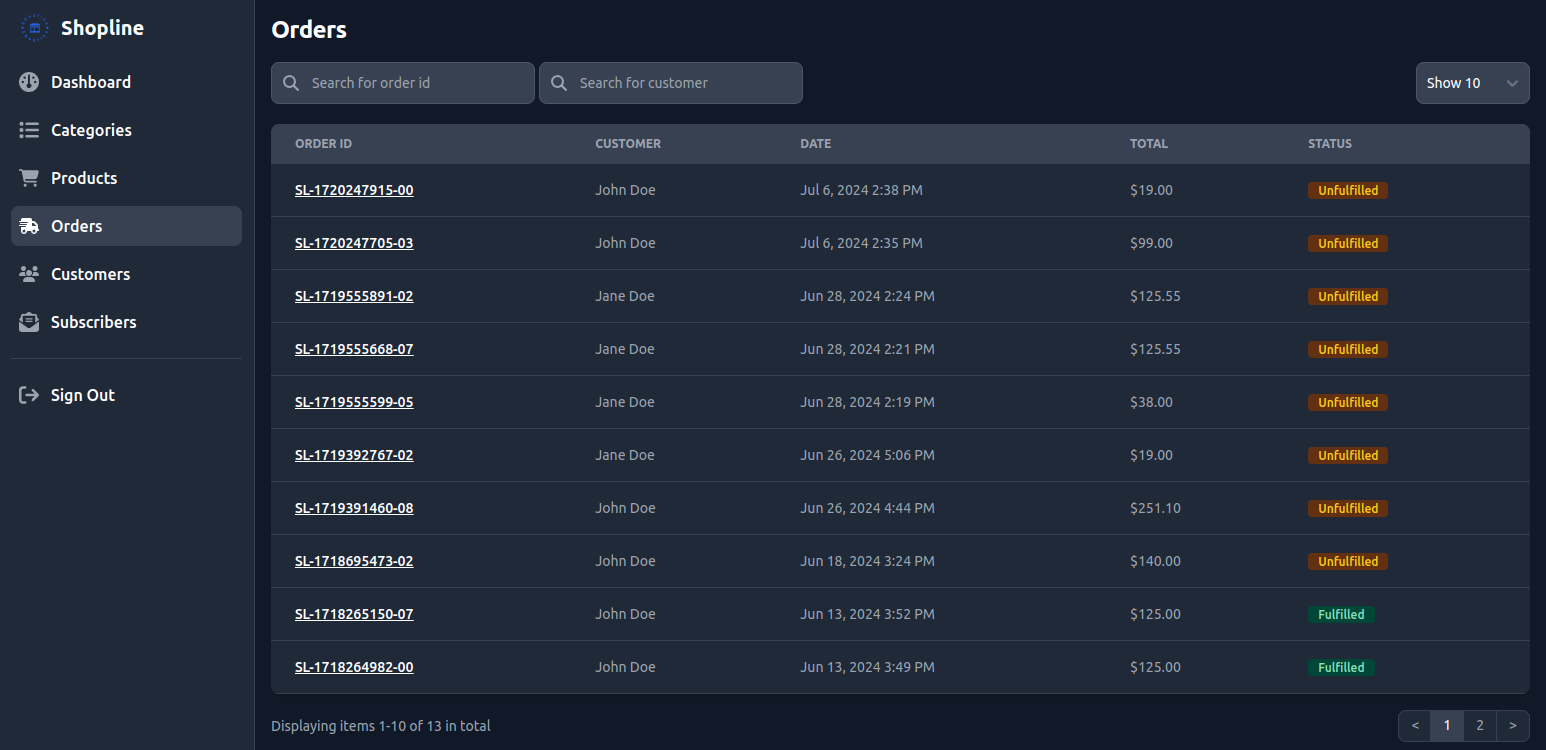 Shopline
Dashboard
Categories
Products
Orders
Customers
Subscribers
Sign Out
Orders
Search for order id Search for customer Show 10
ORDER ID CUSTOMER DATE TOTAL STATUS
SL-1720247915-00 John Doe Jul 6, 2024 2:38 PM $19.00 Unfulfilled
SL-1720247705-03 John Doe Jul 6, 2024 2:35 PM $99.00 Unfulfilled
SL-1719555891-02 Jane Doe Jun 28, 2024 2:24 PM $125.55 Unfulfilled
SL-1719555668-07 Jane Doe Jun 28, 2024 2:21 PM $125.55 Unfulfilled
SL-1719555599-05 Jane Doe Jun 28, 2024 2:19 PM $38.00 Unfulfilled
SL-1719392767-02 Jane Doe Jun 26, 2024 5:06 PM $19.00 Unfulfilled
SL-1719391460-08 John Doe Jun 26, 2024 4:44 PM $251.10 Unfulfilled
SL-1718695473-02 John Doe Jun 18, 2024 3:24 PM $140.00 Unfulfilled
SL-1718265150-07 John Doe Jun 13, 2024 3:52 PM $125.00 Fulfilled
SL-1718264982-00 John Doe Jun 13, 2024 3:49 PM $125.00 Fulfilled
Displaying items 1-10 of 13 in total < 1 2 >